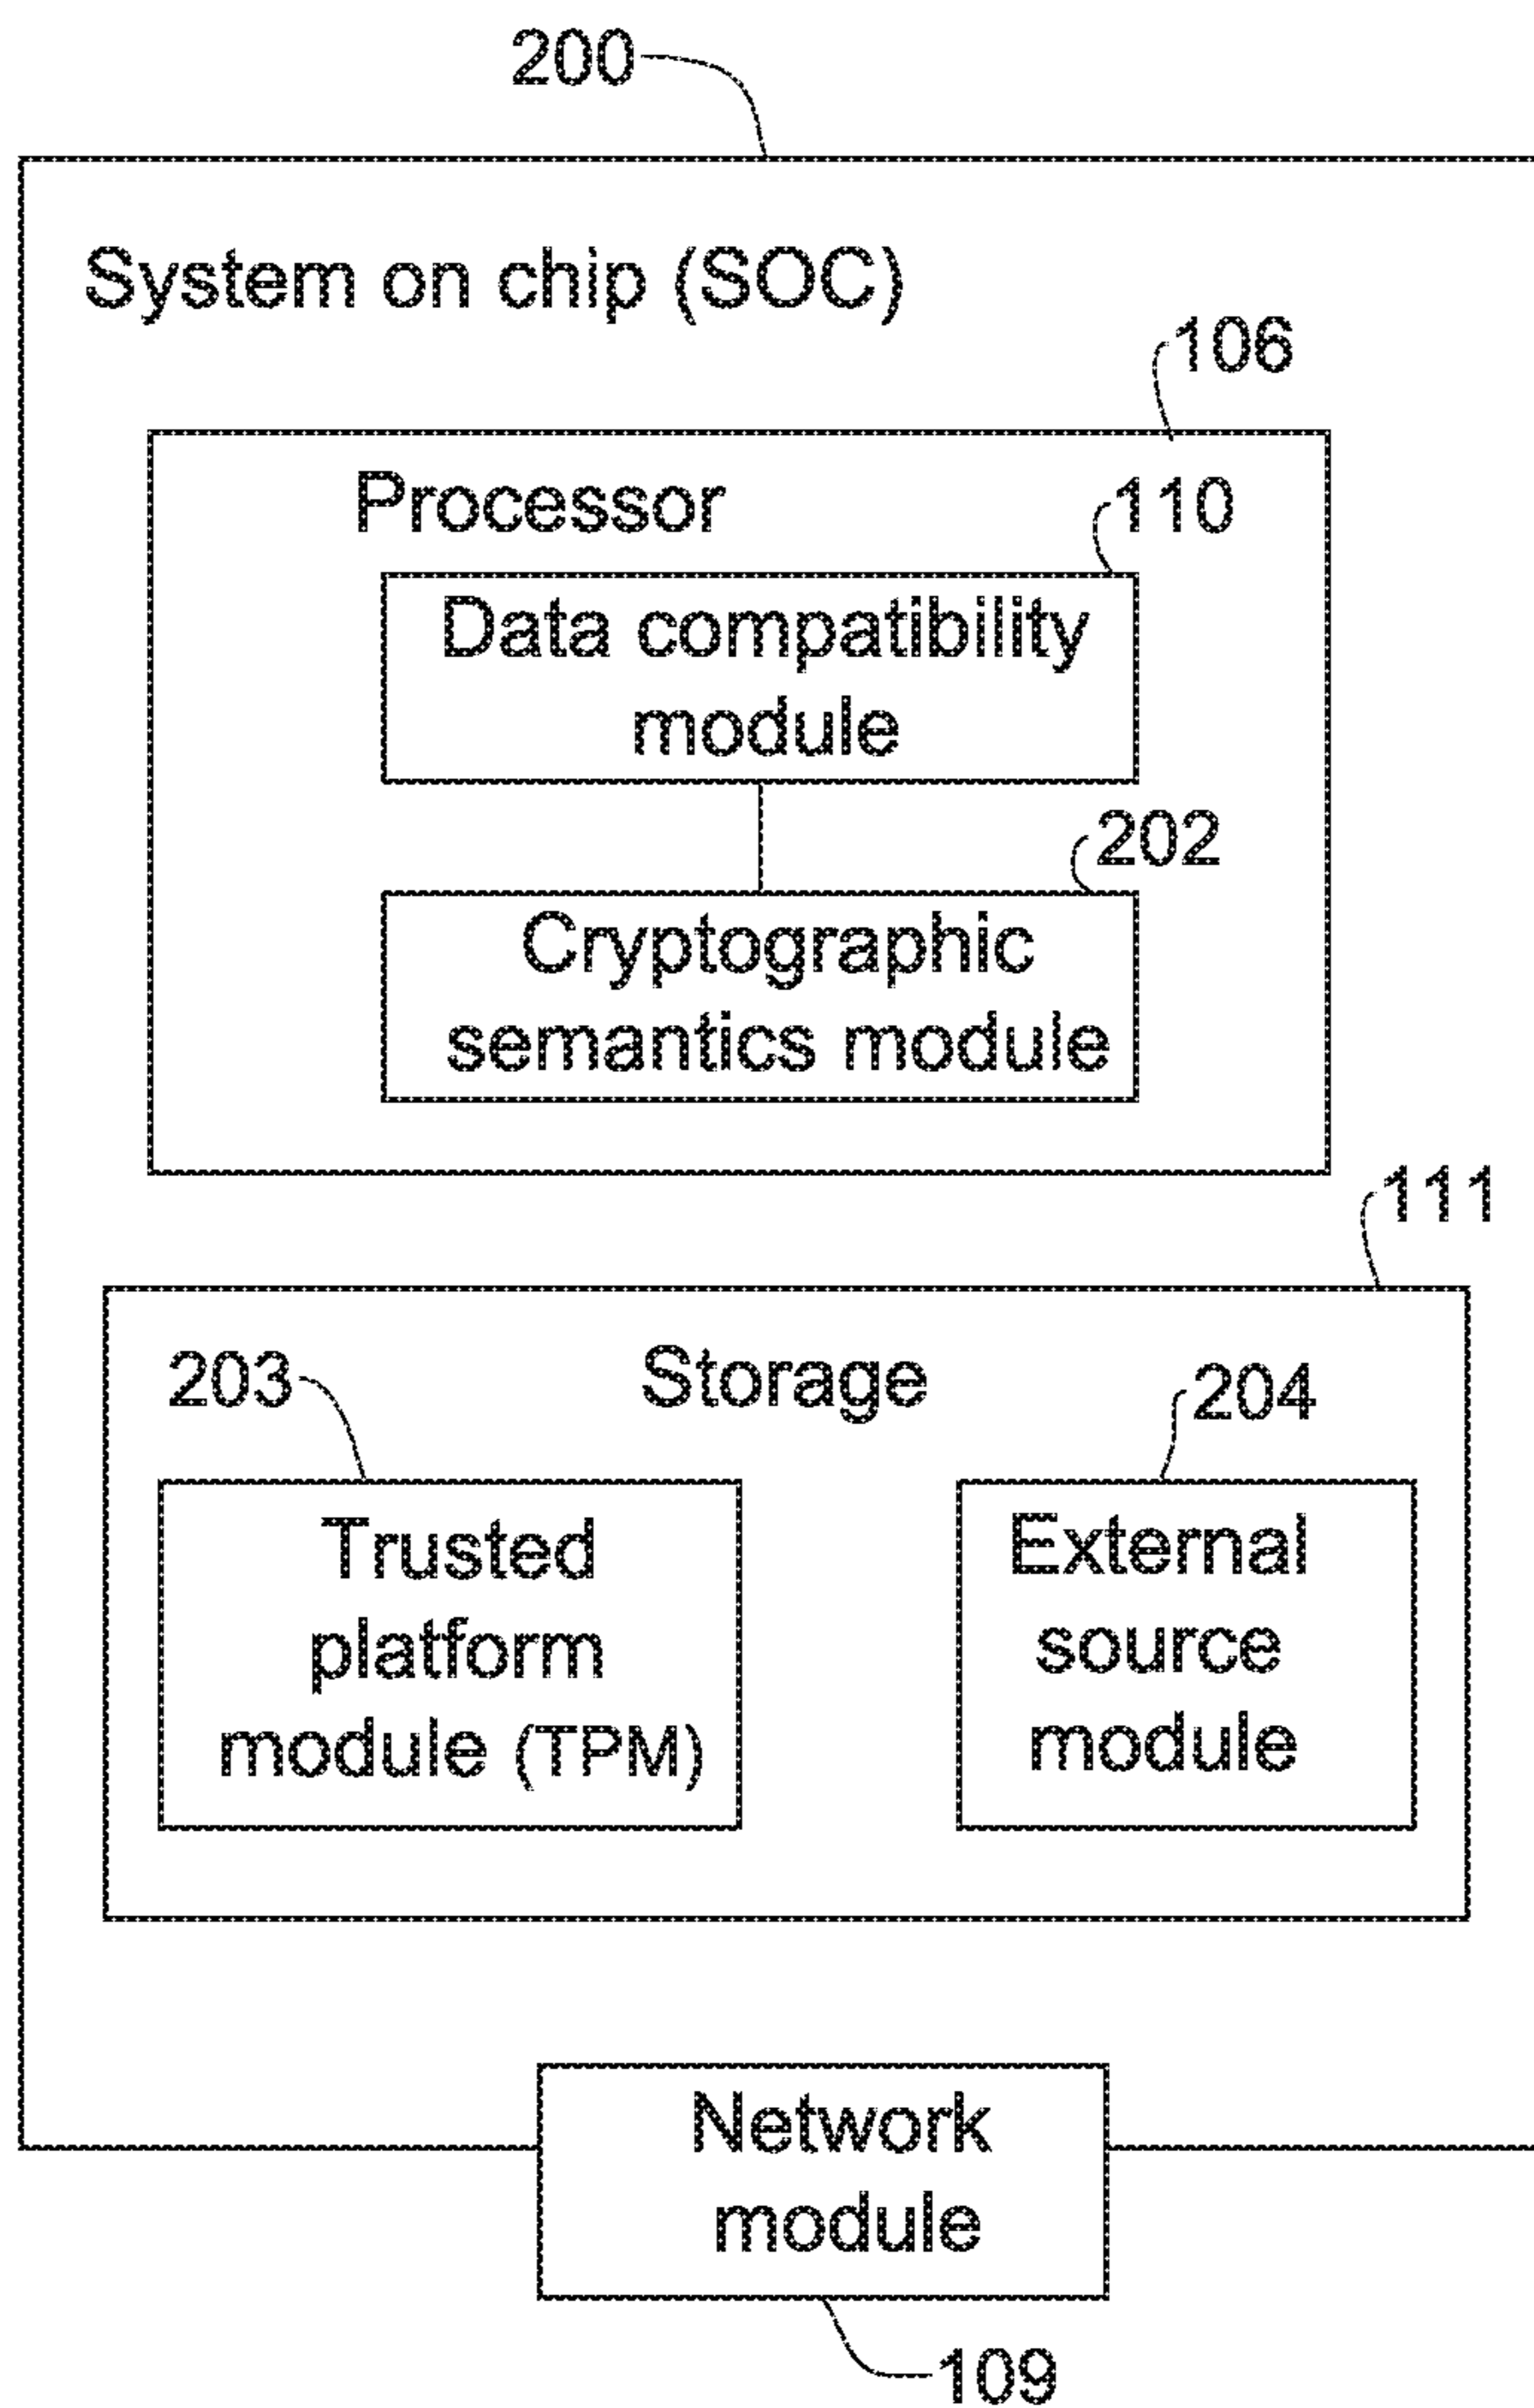 200
System on chip (SOC)
106
Processor
110
Data compatibility
module
202
Cryptographic
semantics module
111
Storage
203
204
Trusted
platform
module (TPM)
External
source
module
Network
module
109